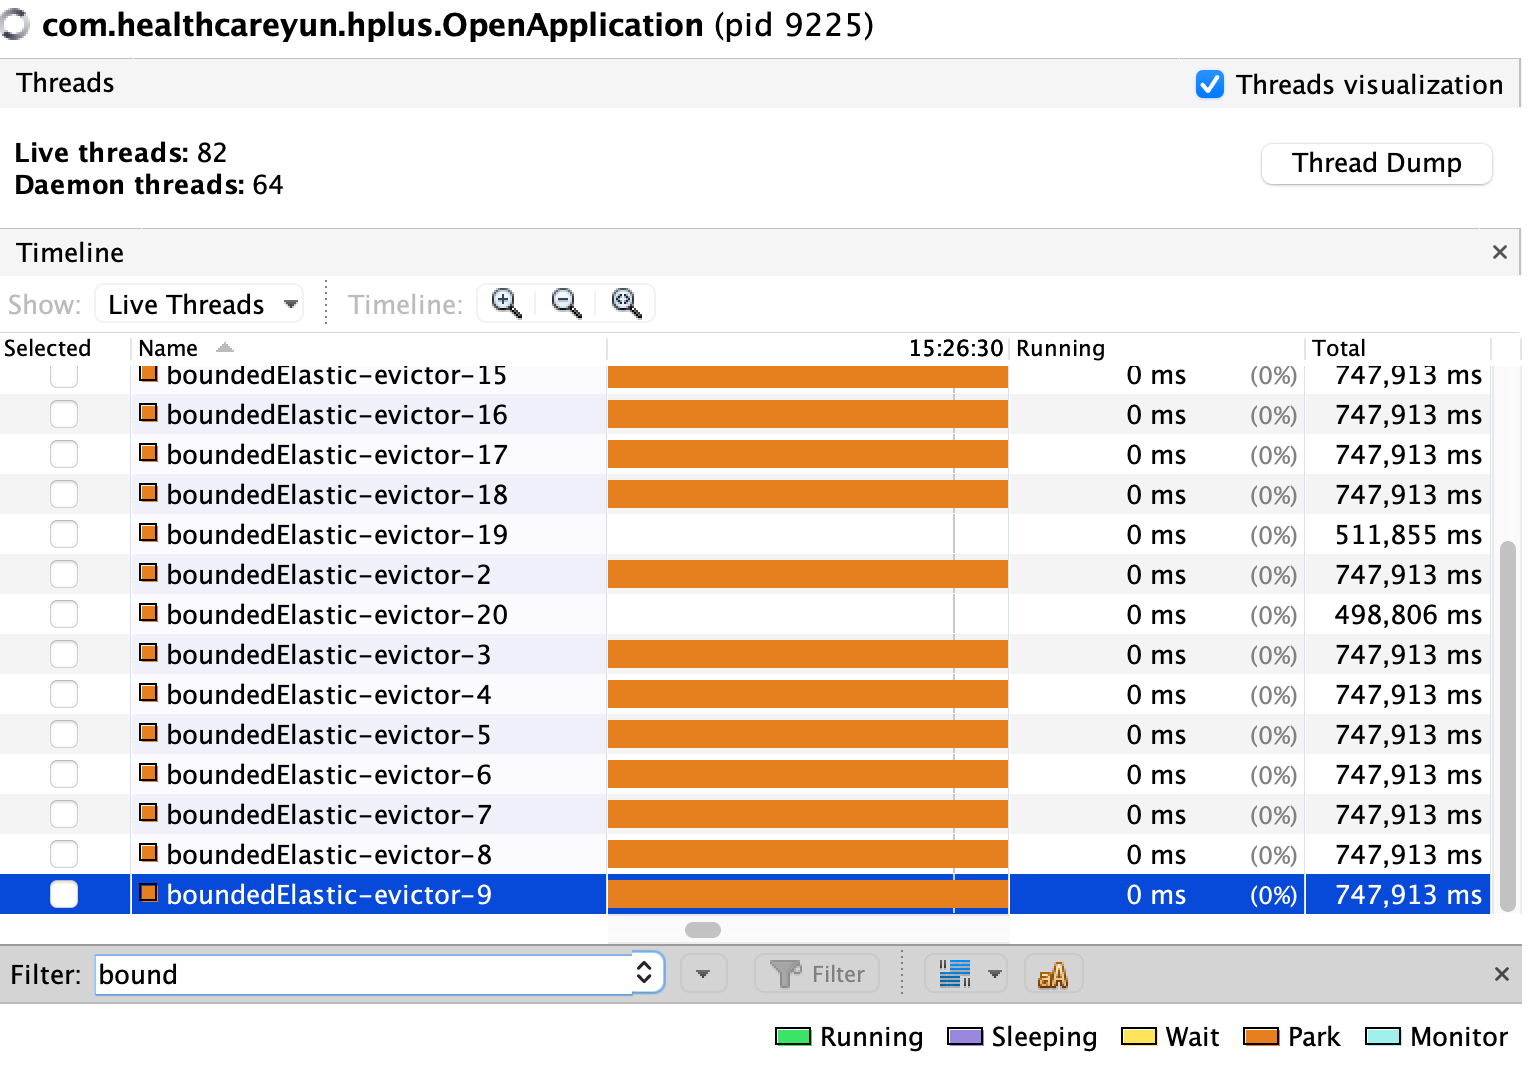 com.healthcareyun.hplus.OpenApplication (pid 9225)
Threads
Threads visualization
Live threads: 82
Daemon threads: 64
Thread Dump
Timeline
Show: Live Threads Timeline:
Selected Name 15:26:30 Running Total
boundedElastic-evictor-15 0 ms (0%) 747,913 ms
boundedElastic-evictor-16 0 ms (0%) 747,913 ms
boundedElastic-evictor-17 0 ms (0%) 747,913 ms
boundedElastic-evictor-18 0 ms (0%) 747,913 ms
boundedElastic-evictor-19 0 ms (0%) 511,855 ms
boundedElastic-evictor-2 0 ms (0%) 747,913 ms
boundedElastic-evictor-20 0 ms (0%) 498,806 ms
boundedElastic-evictor-3 0 ms (0%) 747,913 ms
boundedElastic-evictor-4 0 ms (0%) 747,913 ms
boundedElastic-evictor-5 0 ms (0%) 747,913 ms
boundedElastic-evictor-6 0 ms (0%) 747,913 ms
boundedElastic-evictor-7 0 ms (0%) 747,913 ms
boundedElastic-evictor-8 0 ms (0%) 747,913 ms
boundedElastic-evictor-9 0 ms (0%) 747,913 ms
Filter: bound Filter aA
Running Sleeping Wait Park Monitor